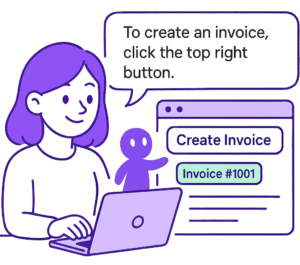 To create an invoice,
click the top right
button.
Create Invoice
Invoice #1001